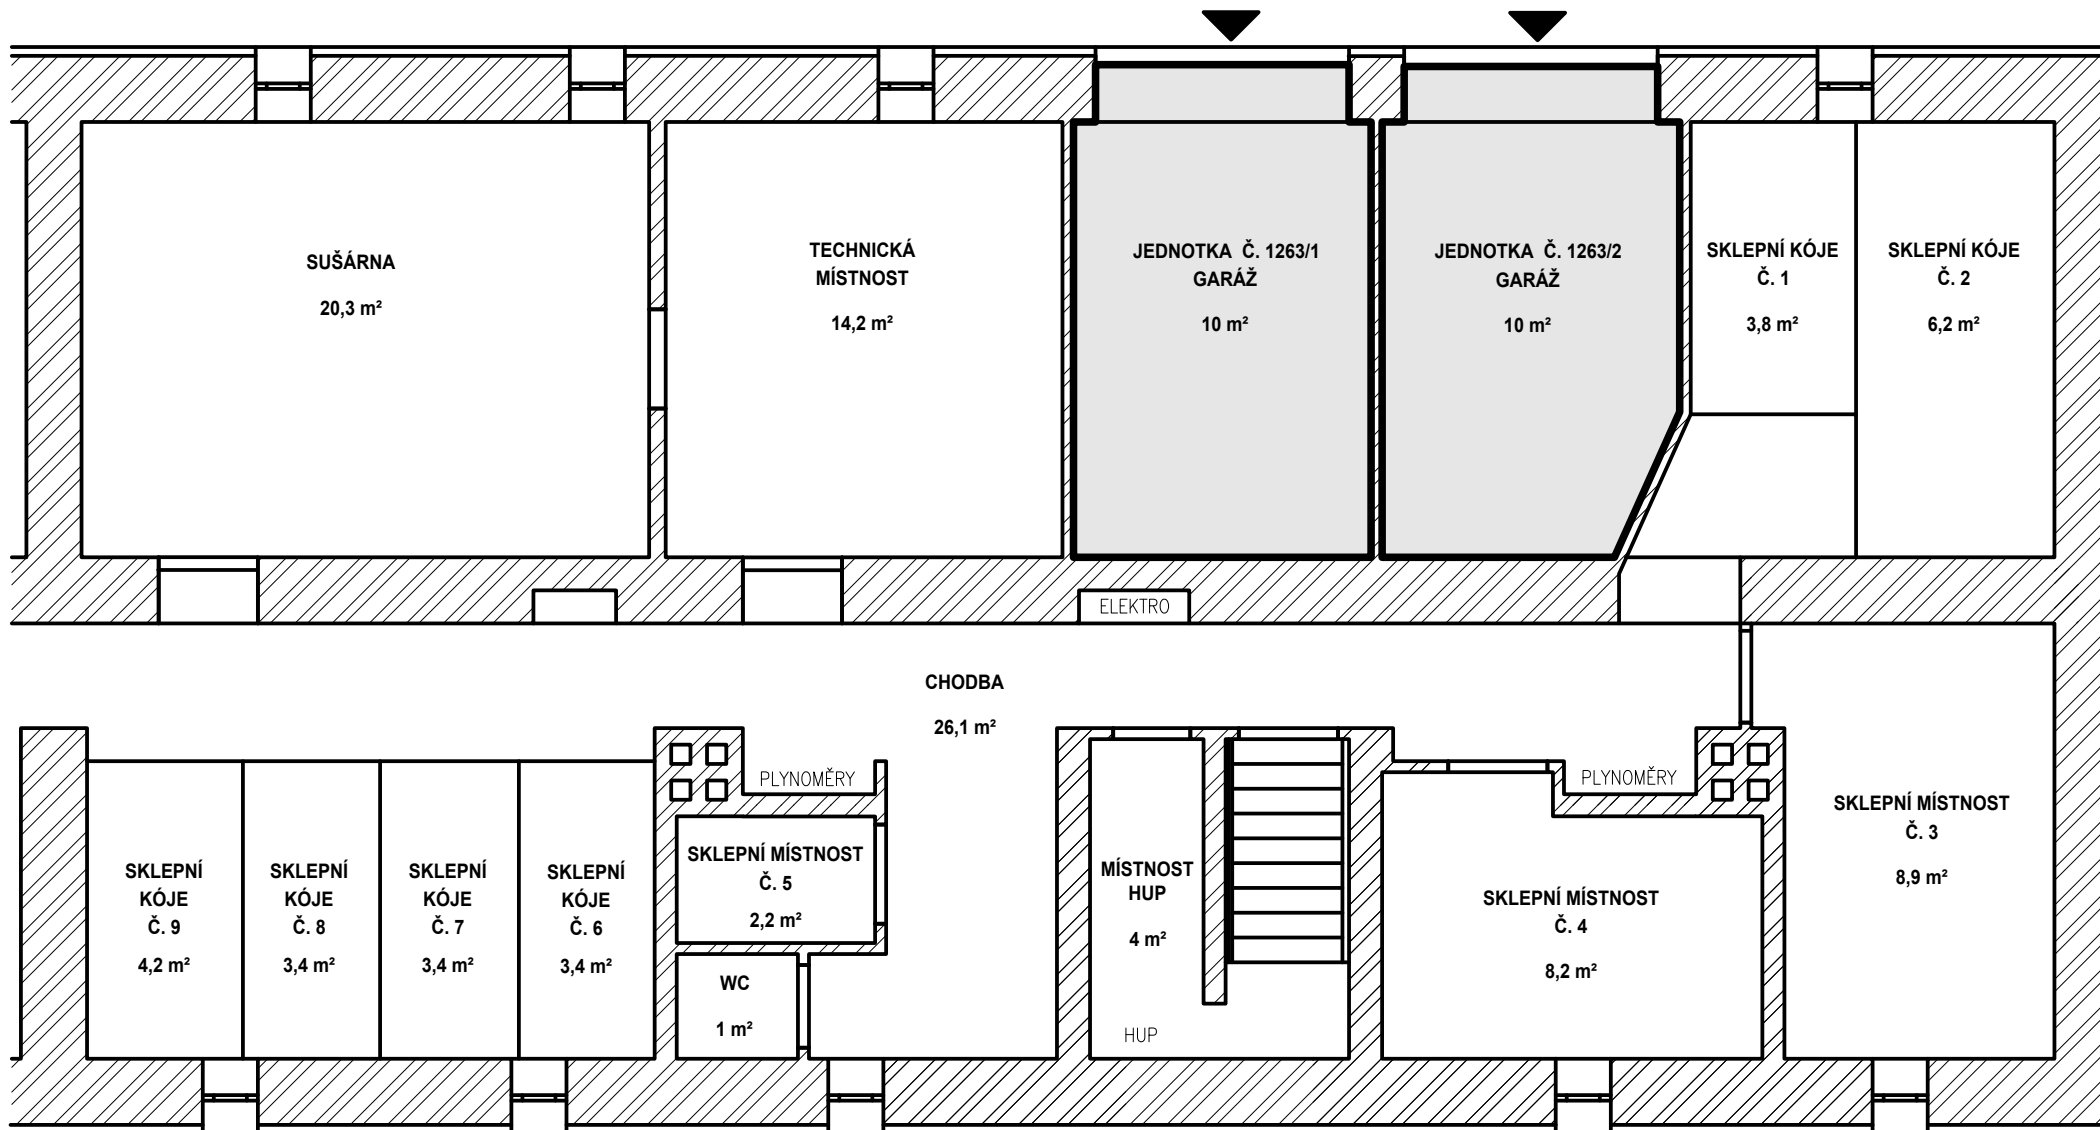 SUŠÁRNA
20,3 m²
TECHNICKÁ
MÍSTNOST
14,2 m²
JEDNOTKA Č. 1263/1
GARÁŽ
10 m²
JEDNOTKA Č. 1263/2
GARÁŽ
10 m²
SKLEPNÍ KÓJE
Č. 1
3,8 m²
SKLEPNÍ KÓJE
Č. 2
6,2 m²
ELEKTRO
CHODBA
26,1 m²
PLYNOMĚRY
PLYNOMĚRY
SKLEPNÍ
KÓJE
Č. 9
4,2 m²
SKLEPNÍ
KÓJE
Č. 8
3,4 m²
SKLEPNÍ
KÓJE
Č. 7
3,4 m²
SKLEPNÍ
KÓJE
Č. 6
3,4 m²
SKLEPNÍ MÍSTNOST
Č. 5
2,2 m²
WC
1 m²
MÍSTNOST
HUP
4 m²
HUP
SKLEPNÍ MÍSTNOST
Č. 4
8,2 m²
SKLEPNÍ MÍSTNOST
Č. 3
8,9 m²